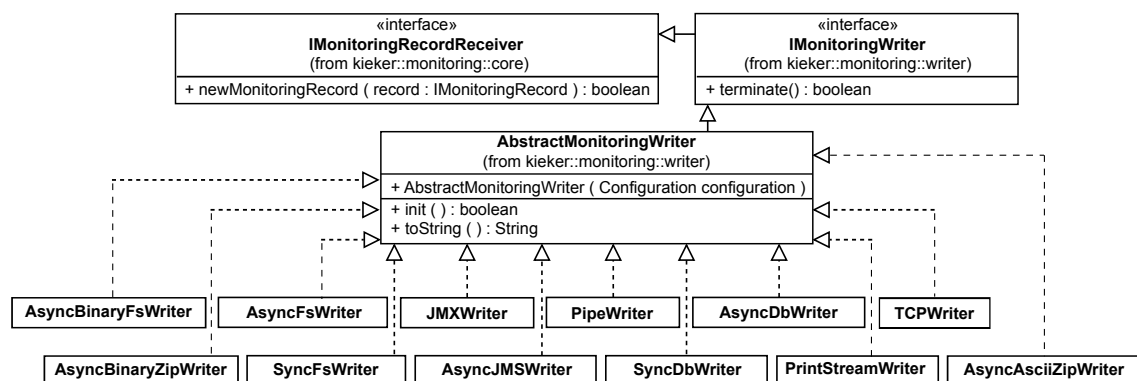 «interface»
IMonitoringRecordReceiver
(from kieker::monitoring::core)
+ newMonitoringRecord ( record : IMonitoringRecord ) : boolean
«interface»
IMonitoringWriter
(from kieker::monitoring::writer)
+ terminate() : boolean
AbstractMonitoringWriter
(from kieker::monitoring::writer)
+ AbstractMonitoringWriter ( Configuration configuration )
+ init ( ) : boolean
+ toString ( ) : String
AsyncBinaryFsWriter
AsyncFsWriter
JMXWriter
PipeWriter
AsyncDbWriter
TCPWriter
AsyncBinaryZipWriter
SyncFsWriter
AsyncJMSWriter
SyncDbWriter
PrintStreamWriter
AsyncAsciiZipWriter